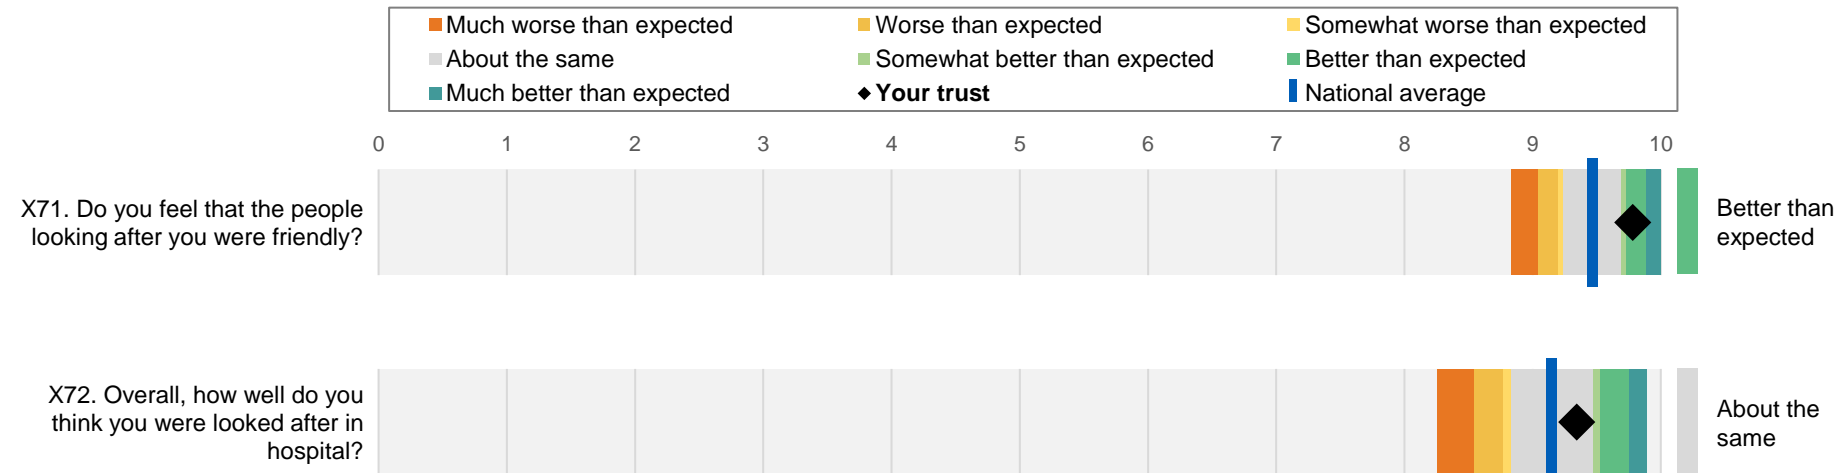 Much worse than expected
Worse than expected
Somewhat worse than expected
About the same
Somewhat better than expected
Better than expected
Much better than expected
Your trust
National average
0 1 2 3 4 5 6 7 8 9 10
X71. Do you feel that the people
looking after you were friendly?
Better than
expected
X72. Overall, how well do you
think you were looked after in
hospital?
About the
same